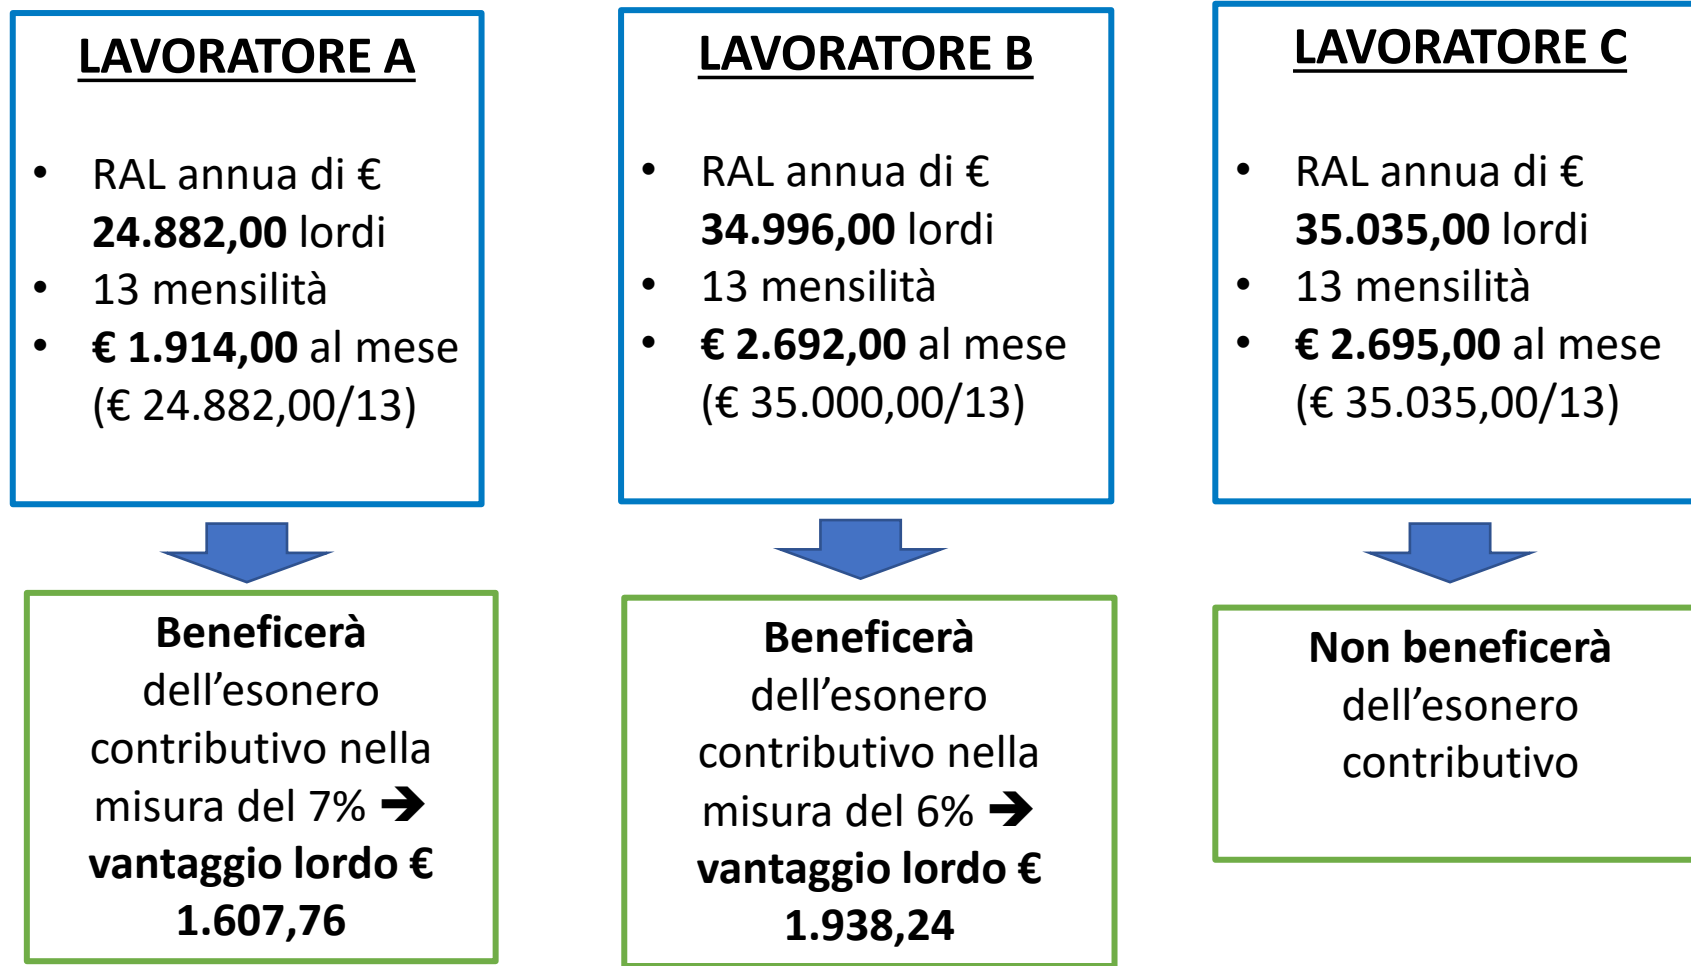 LAVORATORE A
• RAL annua di €
24.882,00 lordi
• 13 mensilità
• € 1.914,00 al mese
(€ 24.882,00/13)
Beneficerà
dell’esonero
contributivo nella
misura del 7% ➔
vantaggio lordo €
1.607,76
LAVORATORE B
• RAL annua di €
34.996,00 lordi
• 13 mensilità
• € 2.692,00 al mese
(€ 35.000,00/13)
Beneficerà
dell’esonero
contributivo nella
misura del 6% ➔
vantaggio lordo €
1.938,24
LAVORATORE C
• RAL annua di €
35.035,00 lordi
• 13 mensilità
• € 2.695,00 al mese
(€ 35.035,00/13)
Non beneficerà
dell’esonero
contributivo